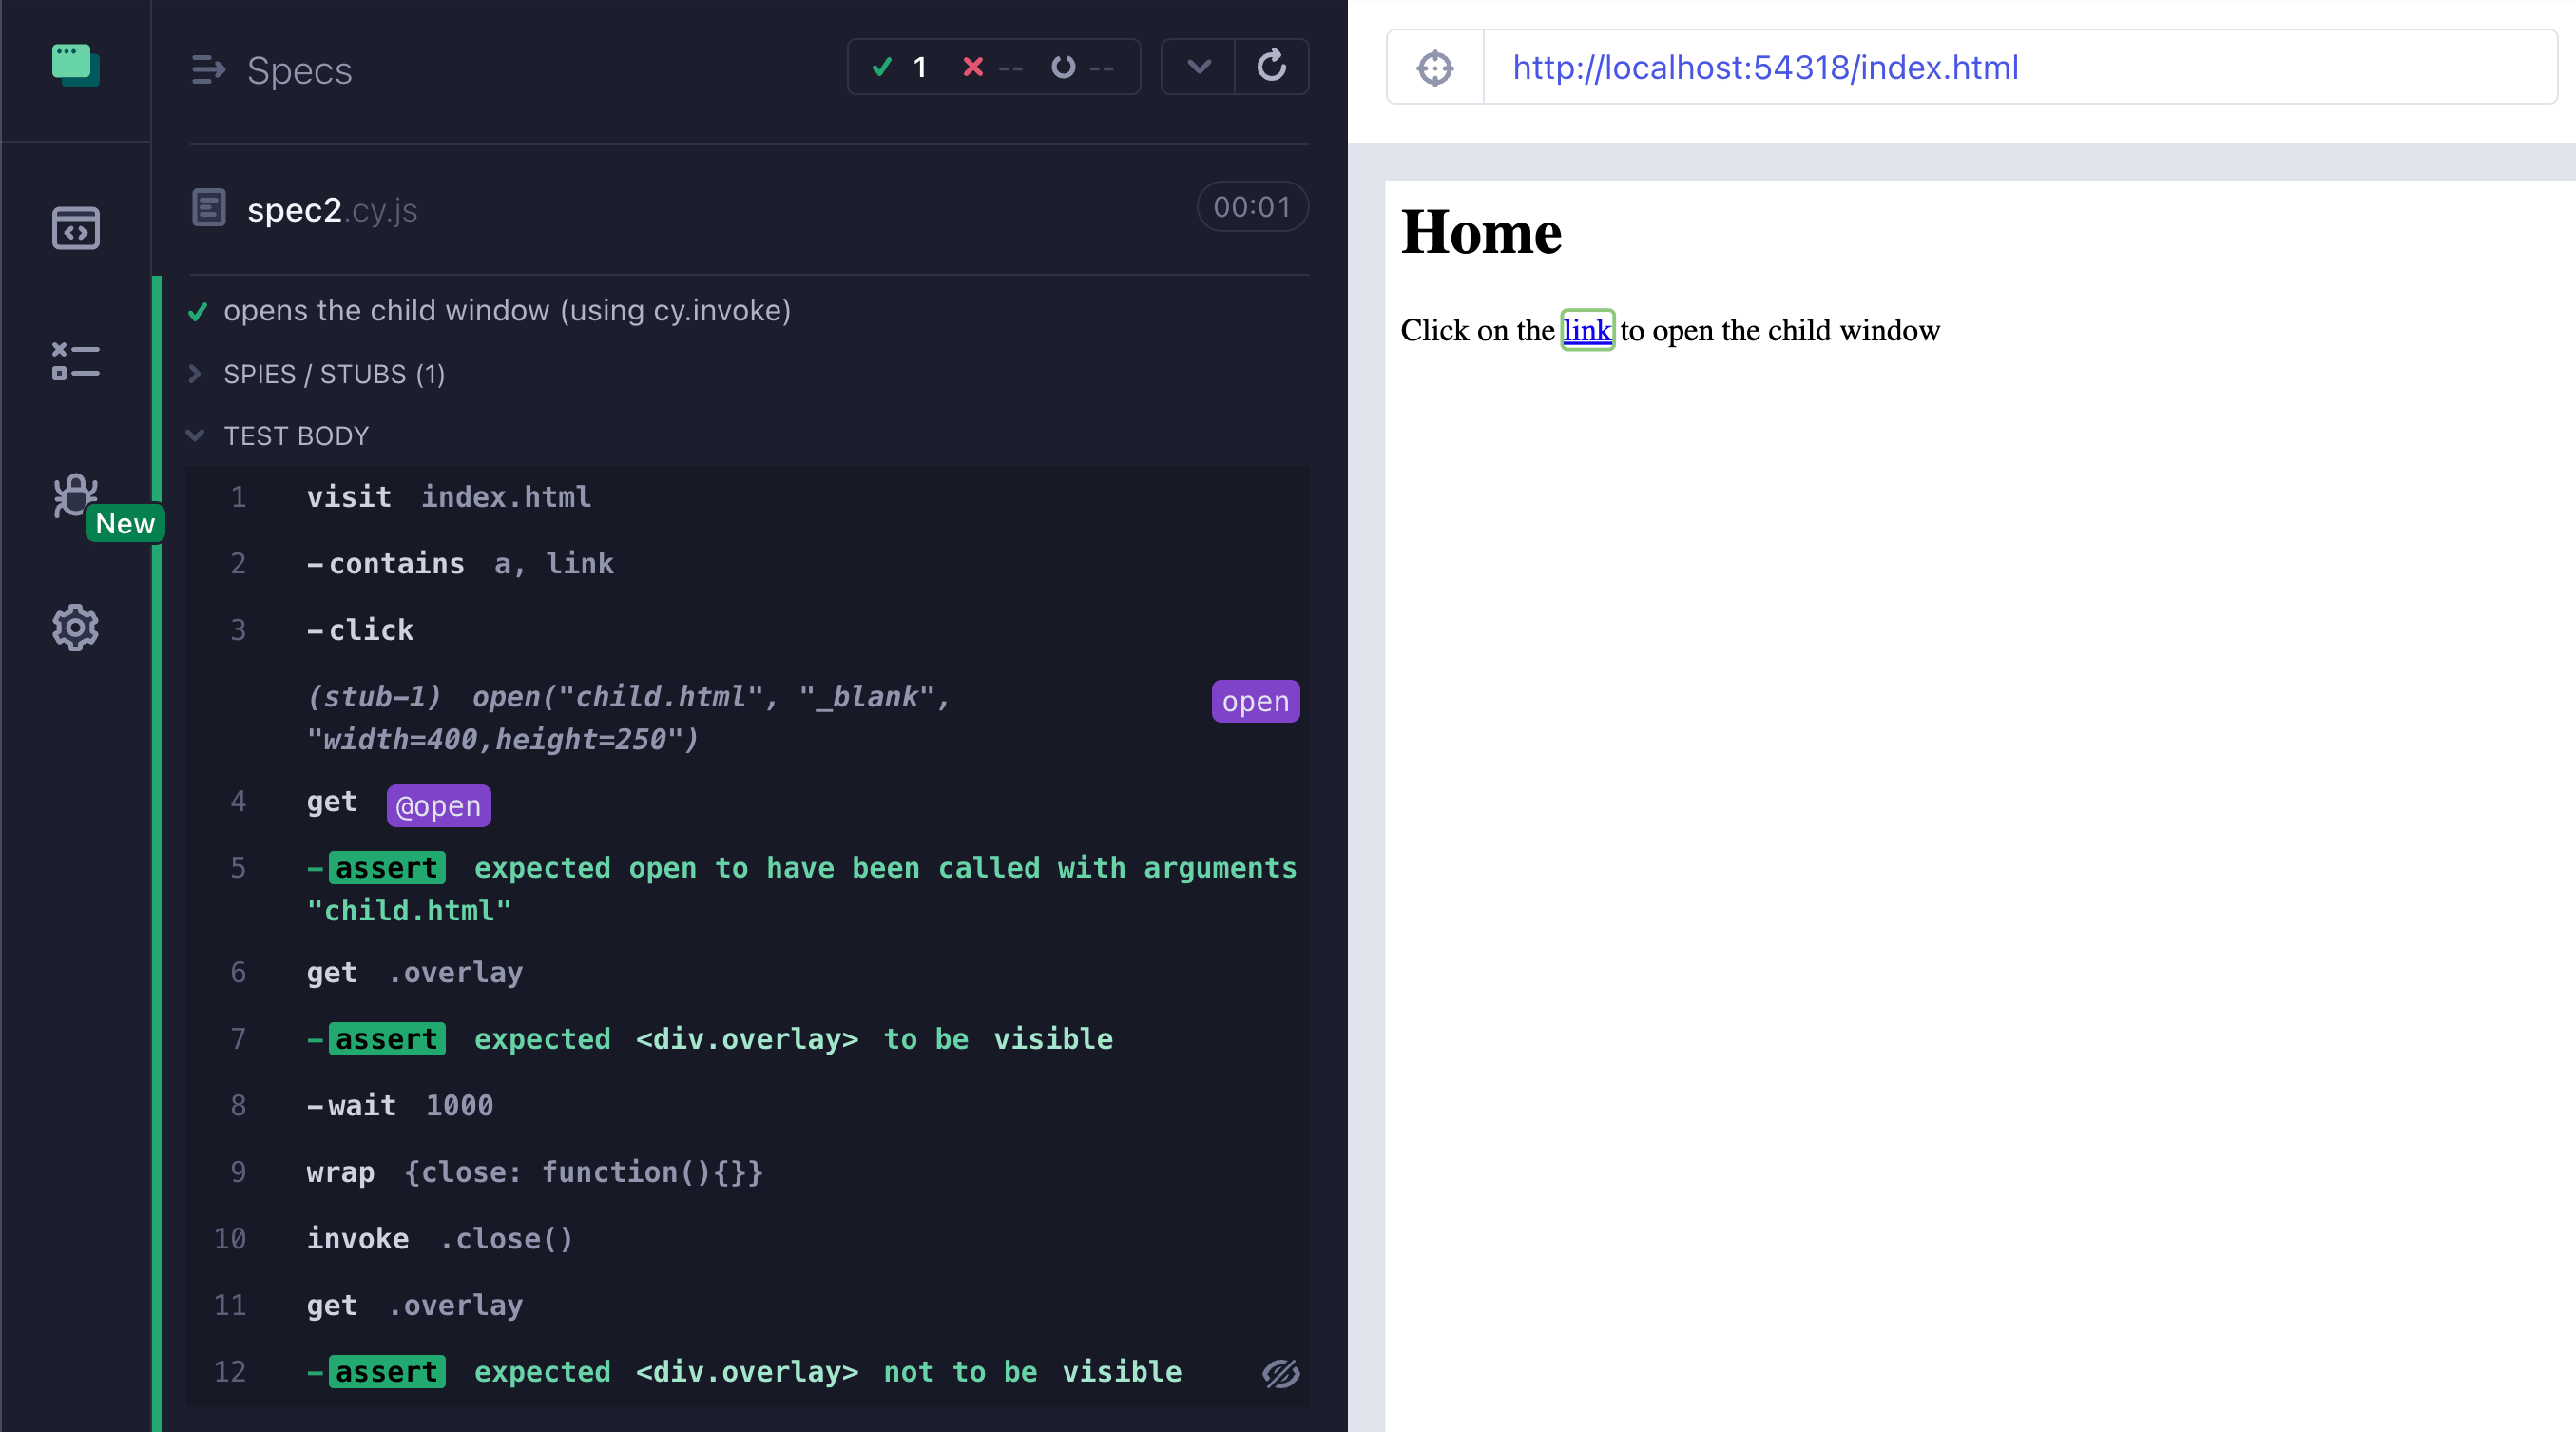 Specs
1 -- --
http://localhost:54318/index.html
spec2.cy.js
00:01
opens the child window (using cy.invoke)
SPIES / STUBS (1)
TEST BODY
New
1 visit index.html
2 -contains a, link
3 -click
(stub-1) open("child.html", "_blank", open
"width=400,height=250")
4 get @open
5 -assert expected open to have been called with arguments
"child.html"
6 get .overlay
7 -assert expected <div.overlay> to be visible
8 -wait 1000
9 wrap {close: function(){}}
10 invoke .close()
11 get .overlay
12 -assert expected <div.overlay> not to be visible
Home
Click on the link to open the child window